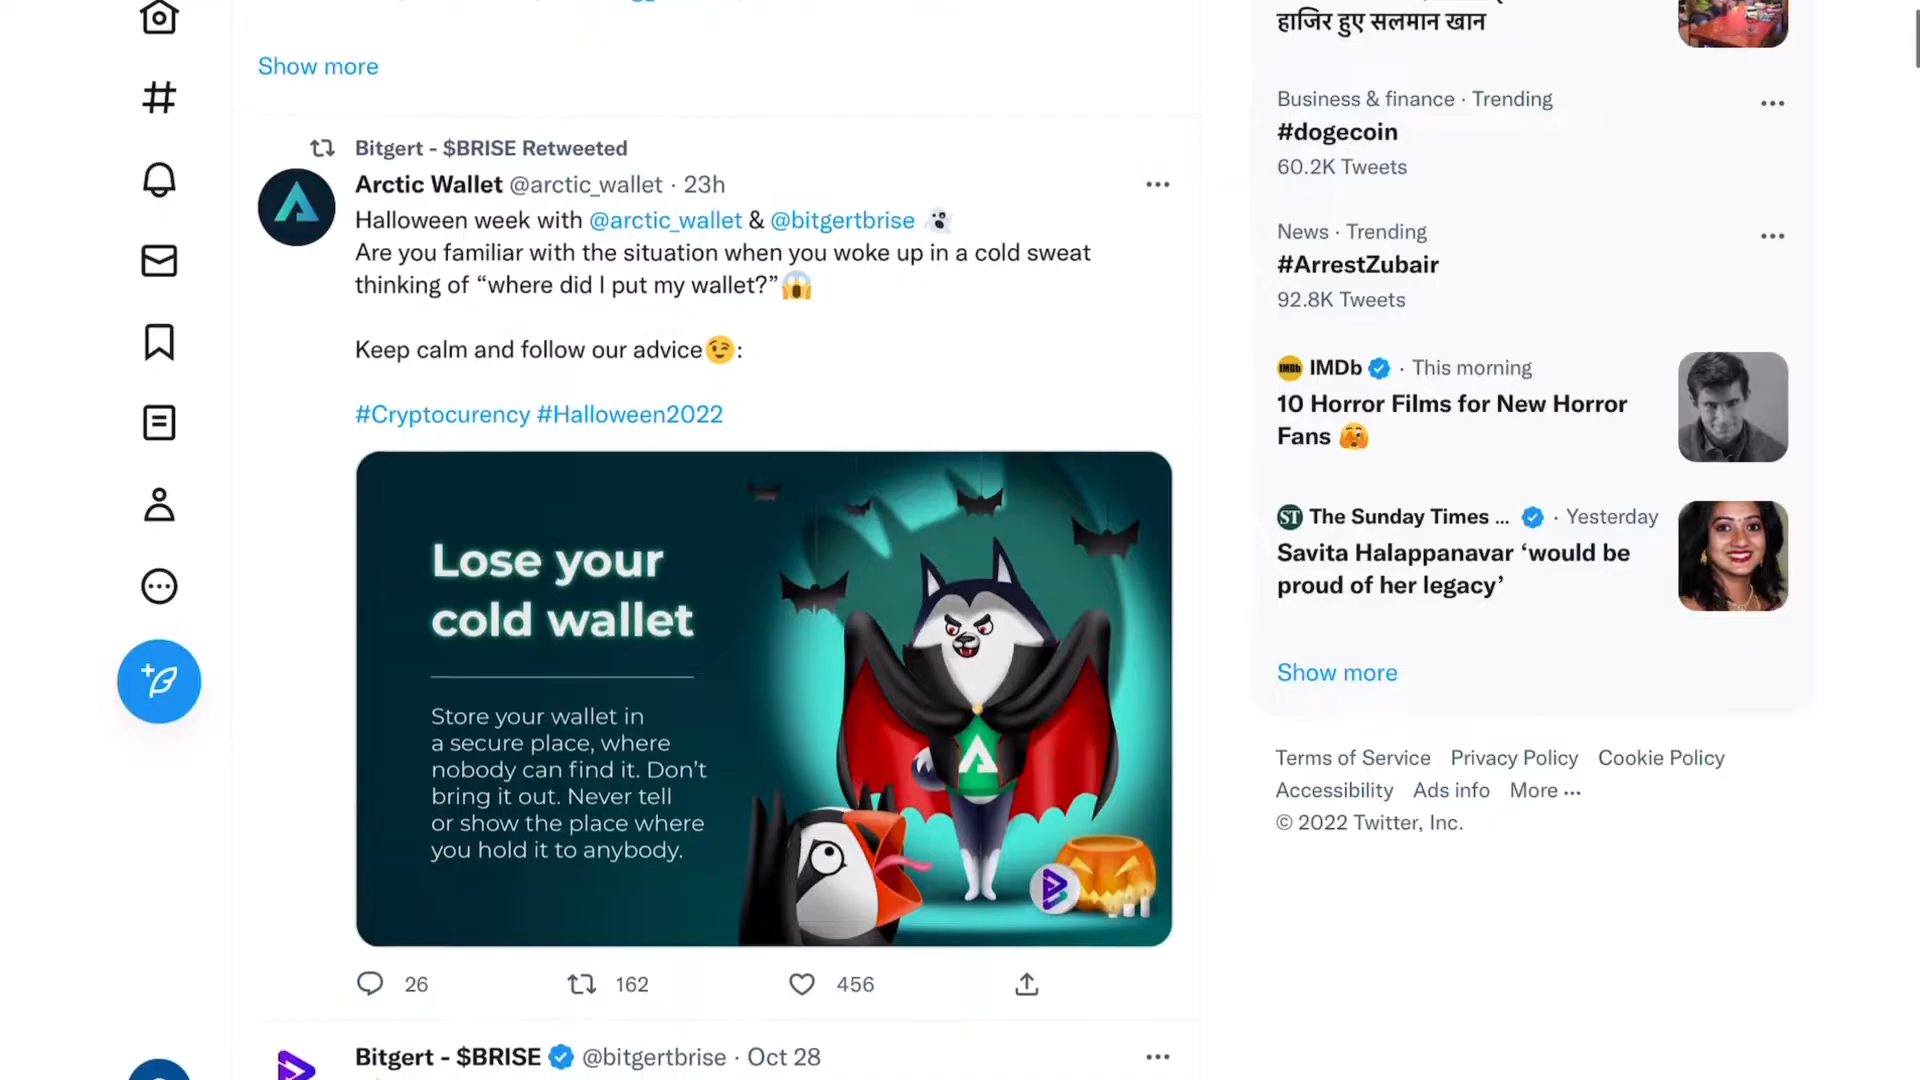 Show more
Bitgert - $BRISE Retweeted
Arctic Wallet @arctic_wallet · 23h
Halloween week with @arctic_wallet & @bitgertbrise
Are you familiar with the situation when you woke up in a cold sweat
thinking of “where did I put my wallet?”
Keep calm and follow our advice😉:
#Cryptocurency #Halloween2022
Lose your
cold wallet
Store your wallet in
a secure place, where
nobody can find it. Don’t
bring it out. Never tell
or show the place where
you hold it to anybody.
26 162 456
Bitgert - $BRISE @bitgertbrise · Oct 28
हाजिर हुए सलमान खान
Business & finance · Trending
#dogecoin
60.2K Tweets
News · Trending
#ArrestZubair
92.8K Tweets
IMDb IMDb · This morning
10 Horror Films for New Horror
Fans
ST The Sunday Times ... · Yesterday
Savita Halappanavar ‘would be
proud of her legacy’
Show more
Terms of Service Privacy Policy Cookie Policy
Accessibility Ads info More ···
© 2022 Twitter, Inc.